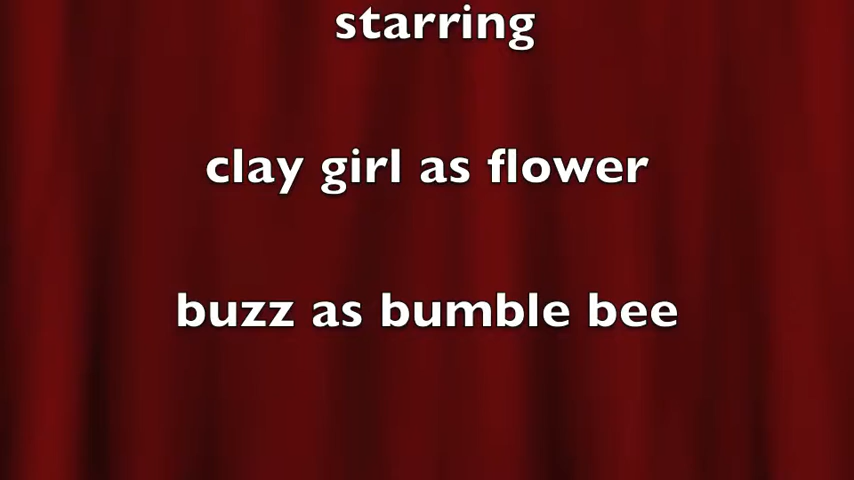 starring
clay girl as flower
buzz as bumble bee